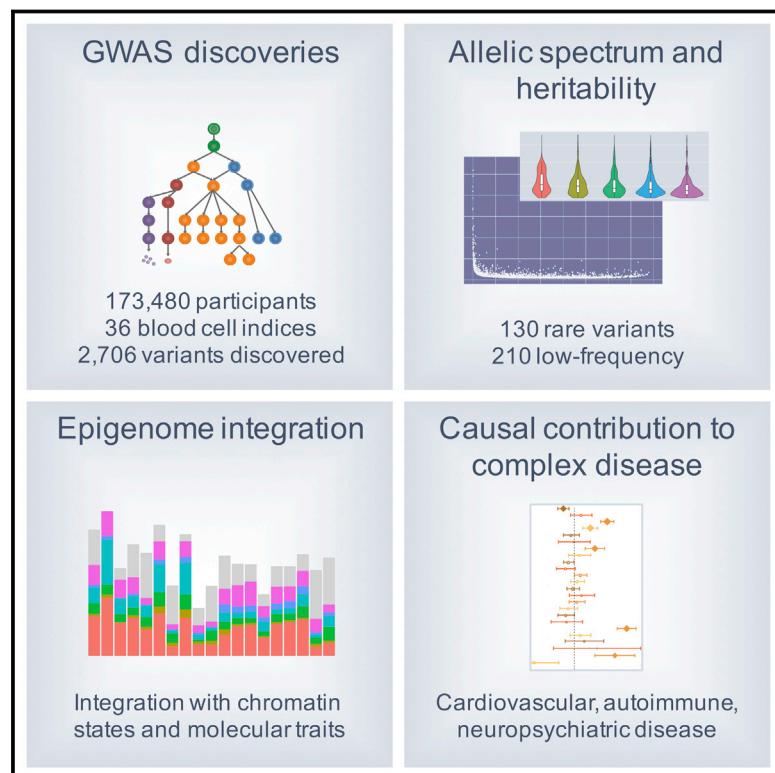 GWAS discoveries
173,480 participants
36 blood cell indices
2,706 variants discovered
Allelic spectrum and
heritability
130 rare variants
210 low-frequency
Epigenome integration
Integration with chromatin
states and molecular traits
Causal contribution to
complex disease
Cardiovascular, autoimmune,
neuropsychiatric disease